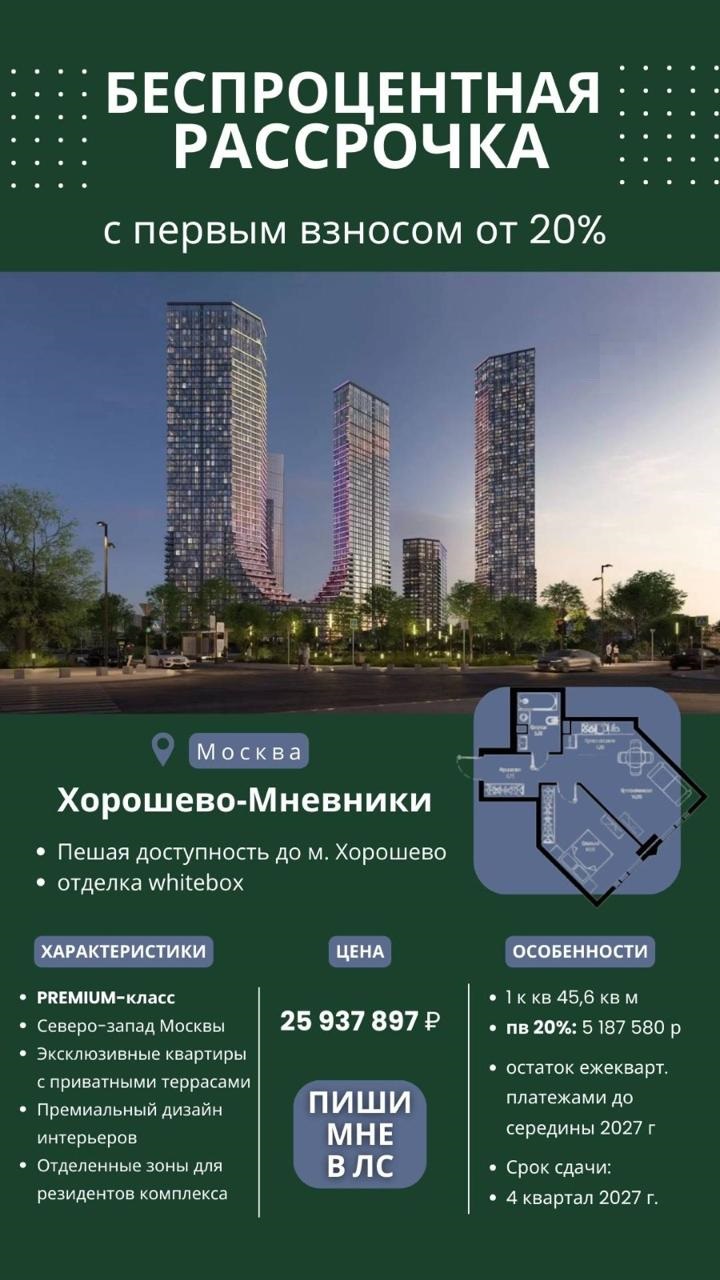 БЕСПРОЦЕНТНАЯ
РАССРОЧКА
с первым взносом от 20%
Москва
Хорошево-Мневники
• Пешая доступность до м. Хорошево
• отделка whitebox
ХАРАКТЕРИСТИКИ
• PREMIUM-класс
• Северо-запад Москвы
• Эксклюзивные квартиры
с приватными террасами
• Премиальный дизайн
интерьеров
• Отделенные зоны для
резидентов комплекса
ЦЕНА
25 937 897 ₽
ПИШИ
МНЕ
В ЛС
ОСОБЕННОСТИ
• 1 к кв 45,6 кв м
• пв 20%: 5 187 580 р
• остаток ежекварт.
платежами до
середины 2027 г
• Срок сдачи:
• 4 квартал 2027 г.